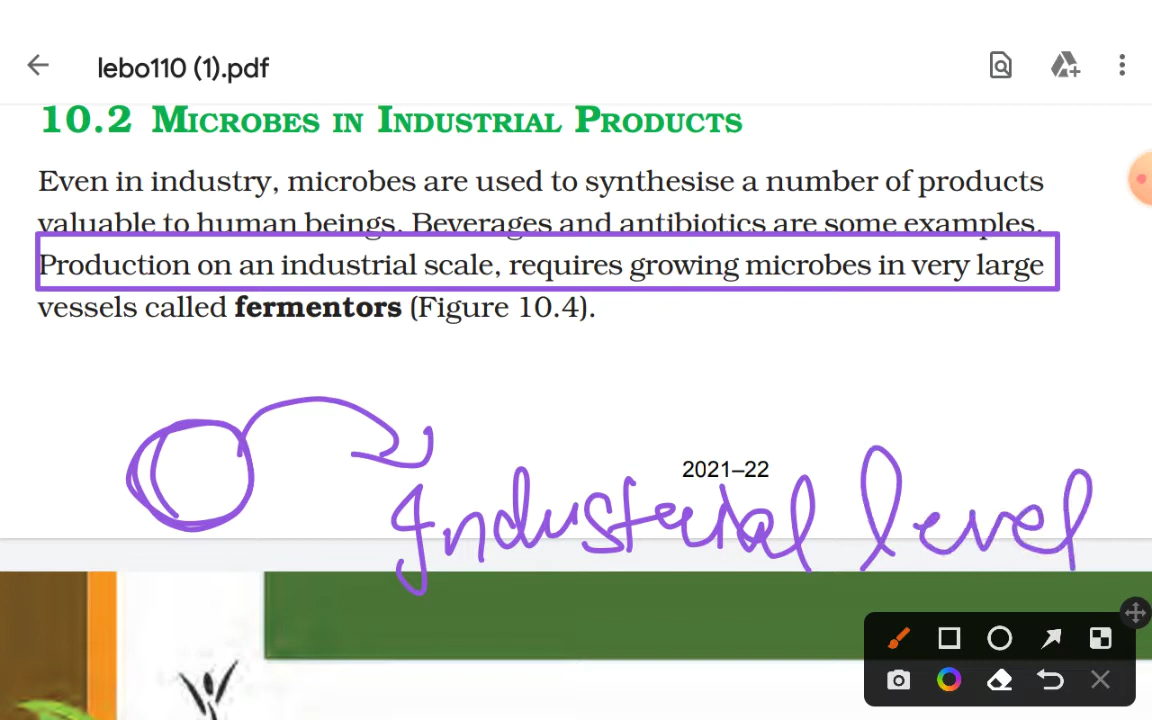 lebo110 (1).pdf
10.2 MICROBES IN INDUSTRIAL PRODUCTS
Even in industry, microbes are used to synthesise a number of products
valuable to human beings. Beverages and antibiotics are some examples.
Production on an industrial scale, requires growing microbes in very large
vessels called fermentors (Figure 10.4).
2021–22
Industerial level